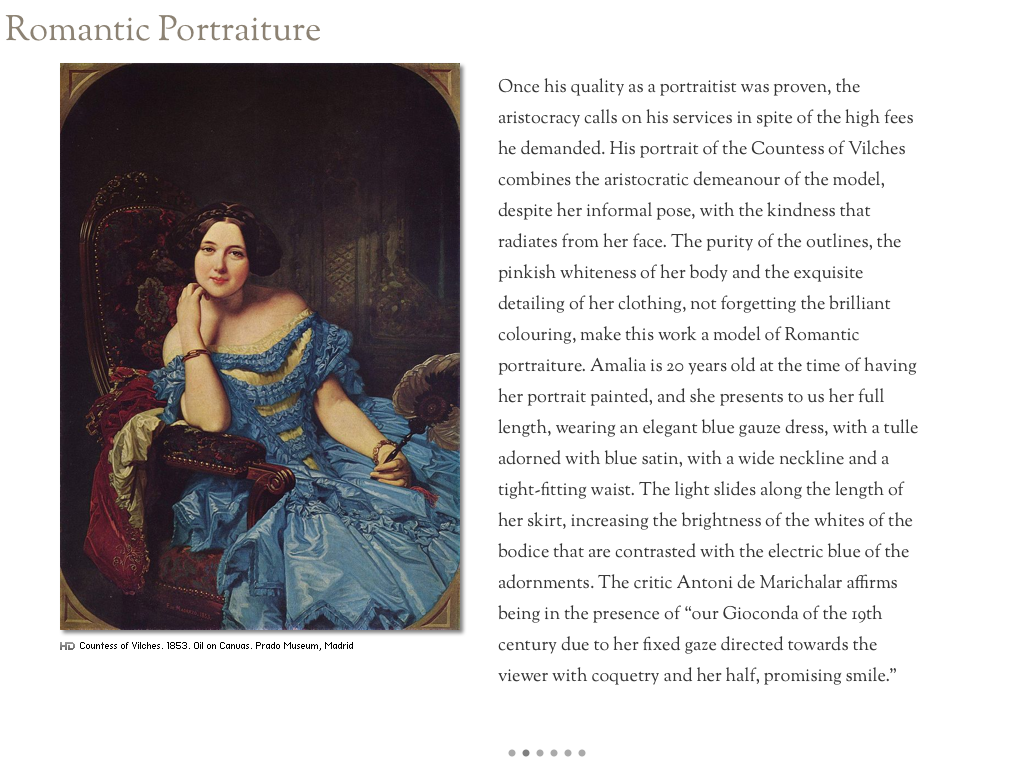 Romantic Portraiture
Once his quality as a portraitist was proven, the
aristocracy calls on his services in spite of the high fees
he demanded. His portrait of the Countess of Vilches
combines the aristocratic demeanour of the model,
despite her informal pose, with the kindness that
radiates from her face. The purity of the outlines, the
pinkish whiteness of her body and the exquisite
detailing of her clothing, not forgetting the brilliant
colouring, make this work a model of Romantic
portraiture. Amalia is 20 years old at the time of having
her portrait painted, and she presents to us her full
length, wearing an elegant blue gauze dress, with a tulle
adorned with blue satin, with a wide neckline and a
tight-fitting waist. The light slides along the length of
her skirt, increasing the brightness of the whites of the
bodice that are contrasted with the electric blue of the
adornments. The critic Antoni de Marichalar affirms
being in the presence of “our Gioconda of the 19th
century due to her fixed gaze directed towards the
viewer with coquetry and her half, promising smile.”
HD Countess of Vilches. 1853. Oil on Canvas. Prado Museum, Madrid